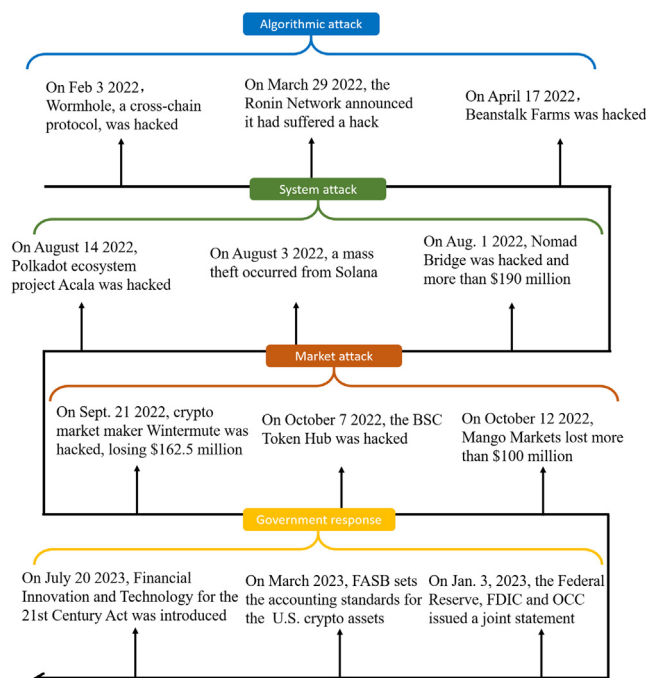 Algorithmic attack
On Feb 3 2022，
Wormhole, a cross-chain
protocol, was hacked
On March 29 2022, the
Ronin Network announced
it had suffered a hack
On April 17 2022，
Beanstalk Farms was hacked
System attack
On August 14 2022,
Polkadot ecosystem
project Acala was hacked
On August 3 2022, a mass
theft occurred from Solana
On Aug. 1 2022, Nomad
Bridge was hacked and
more than $190 million
Market attack
On Sept. 21 2022, crypto
market maker Wintermute was
hacked, losing $162.5 million
On October 7 2022, the BSC
Token Hub was hacked
On October 12 2022,
Mango Markets lost more
than $100 million
Government response
On July 20 2023, Financial
Innovation and Technology for the
21st Century Act was introduced
On March 2023, FASB sets
the accounting standards for
the U.S. crypto assets
On Jan. 3, 2023, the Federal
Reserve, FDIC and OCC
issued a joint statement